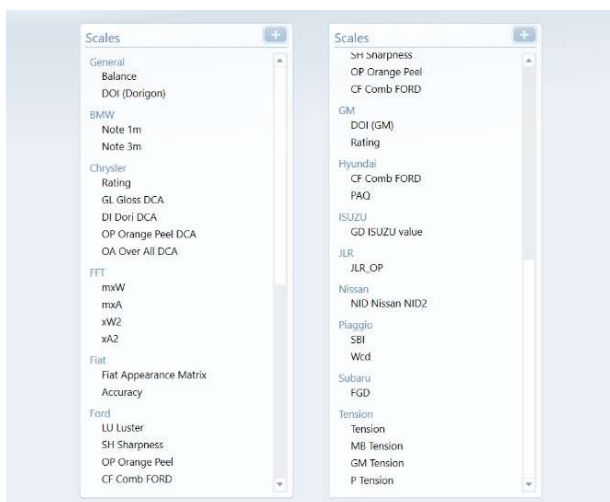 Scales
General
Balance
DOI (Dorigon)
BMW
Note 1m
Note 3m
Chrysler
Rating
GL Gloss DCA
DI Dori DCA
OP Orange Peel DCA
OA Over All DCA
FFT
mxW
mxA
xW2
xA2
Fiat
Fiat Appearance Matrix
Accuracy
Ford
LU Luster
SH Sharpness
OP Orange Peel
CF Comb FORD
Scales
SH Sharpness
OP Orange Peel
CF Comb FORD
GM
DOI (GM)
Rating
Hyundai
CF Comb FORD
PAQ
ISUZU
GD ISUZU value
JLR
JLR_OP
Nissan
NID Nissan NID2
Piaggio
SBI
Wcd
Subaru
FGD
Tension
Tension
MB Tension
GM Tension
P Tension